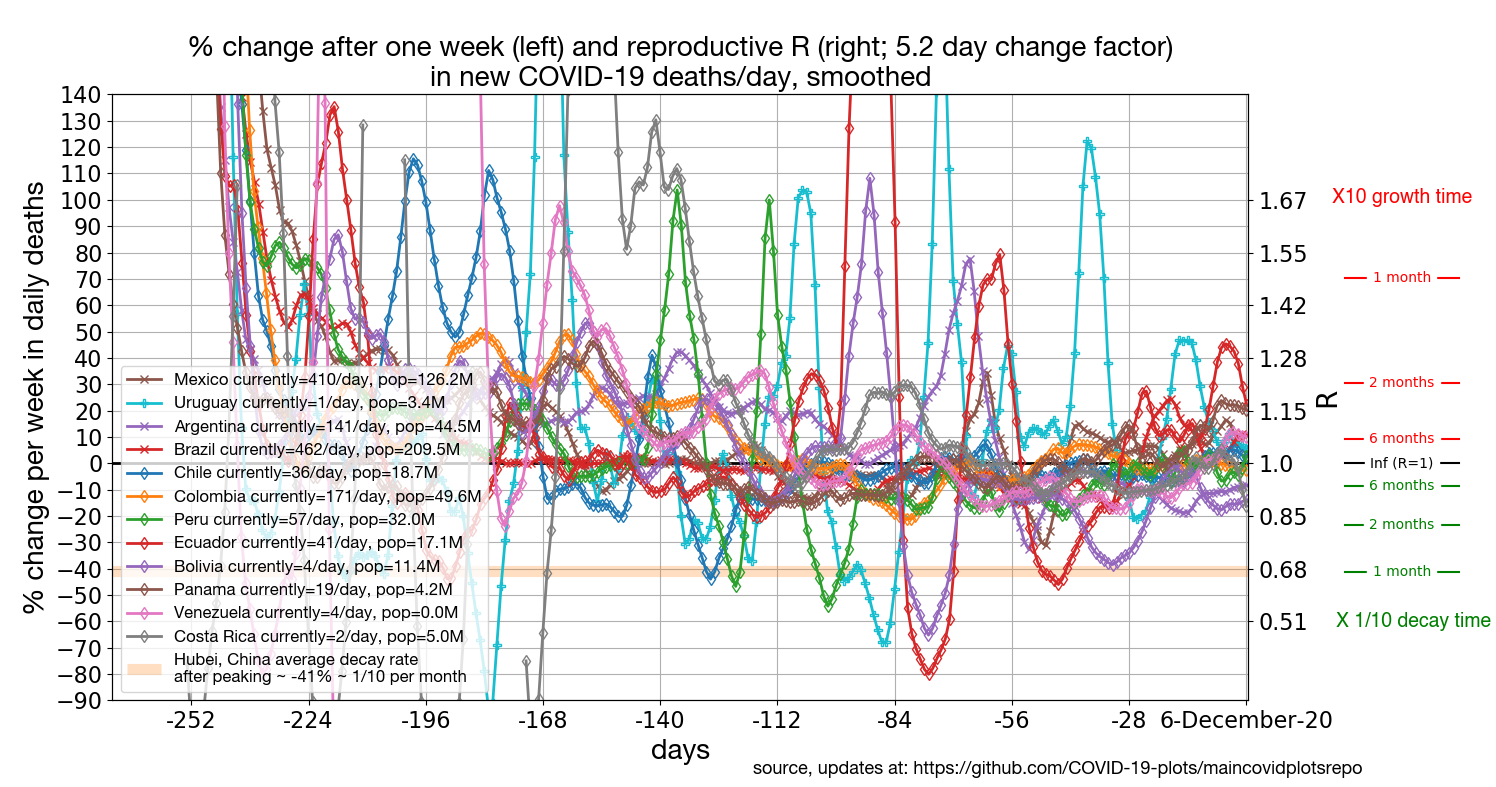 % change after one week (left) and reproductive R (right; 5.2 day change factor)
in new COVID-19 deaths/day, smoothed
% change per week in daily deaths
140
130
120
110
100
90
80
70
60
50
40
30
20
10
0
−10
−20
−30
−40
−50
−60
−70
−80
−90
Mexico currently=410/day, pop=126.2M
Uruguay currently=1/day, pop=3.4M
Argentina currently=141/day, pop=44.5M
Brazil currently=462/day, pop=209.5M
Chile currently=36/day, pop=18.7M
Colombia currently=171/day, pop=49.6M
Peru currently=57/day, pop=32.0M
Ecuador currently=41/day, pop=17.1M
Bolivia currently=4/day, pop=11.4M
Panama currently=19/day, pop=4.2M
Venezuela currently=4/day, pop=0.0M
Costa Rica currently=2/day, pop=5.0M
Hubei, China average decay rate
after peaking ~ -41% ~ 1/10 per month
-252 -224 -196 -168 -140 -112 -84 -56 -28 6-December-20
days
1.67
1.55
1.42
1.28
1.15
1.0
0.85
0.68
0.51
R
X10 growth time
1 month
2 months
6 months
Inf (R=1)
6 months
2 months
1 month
X 1/10 decay time
source, updates at: https://github.com/COVID-19-plots/maincovidplotsrepo